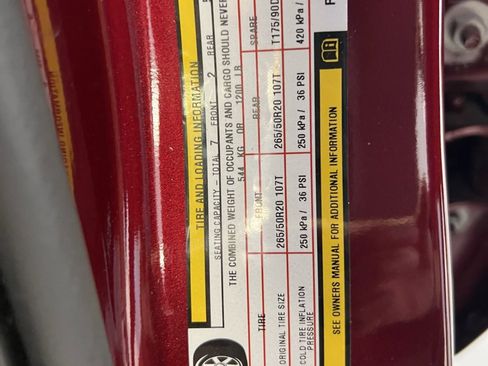 TIRE AND LOADING INFORMATION
SEATING CAPACITY - TOTAL 7 FRONT 2 REAR
THE COMBINED WEIGHT OF OCCUPANTS AND CARGO SHOULD NEVER
544 KG OR 1200 LB
TIRE FRONT REAR SPARE
ORIGINAL TIRE SIZE 265/50R20 107T 265/50R20 107T T175/90D
COLD TIRE INFLATION PRESSURE 250 kPa / 36 PSI 250 kPa / 36 PSI 420 kPa /
SEE OWNERS MANUAL FOR ADDITIONAL INFORMATION